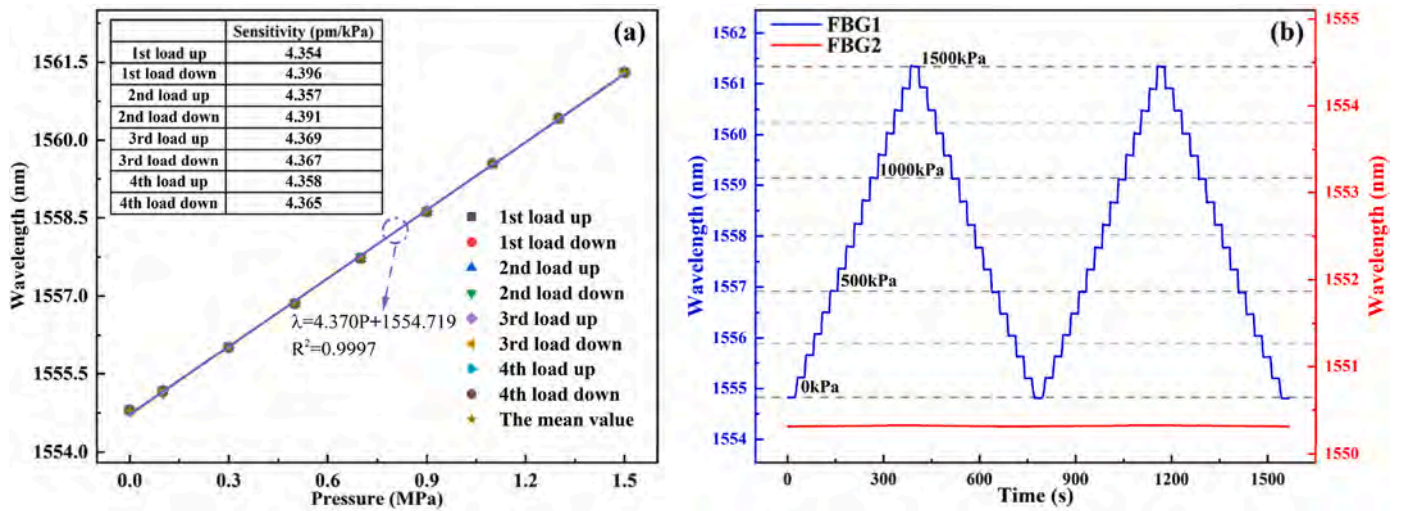 Sensitivity (pm/kPa)
1st load up 4.354
1st load down 4.396
2nd load up 4.357
2nd load down 4.391
3rd load up 4.369
3rd load down 4.367
4th load up 4.358
4th load down 4.365
(a)
1561.5
1560.0
1558.5
1557.0
1555.5
1554.0
Wavelength (nm)
λ=4.370P+1554.719
R²=0.9997
1st load up
1st load down
2nd load up
2nd load down
3rd load up
3rd load down
4th load up
4th load down
The mean value
0.0 0.3 0.6 0.9 1.2 1.5
Pressure (MPa)
FBG1
FBG2
(b)
1562
1561
1560
1559
1558
1557
1556
1555
1554
Wavelength (nm)
1500kPa
1000kPa
500kPa
0kPa
1555
1554
1553
1552
1551
1550
Wavelength (nm)
0 300 600 900 1200 1500
Time (s)